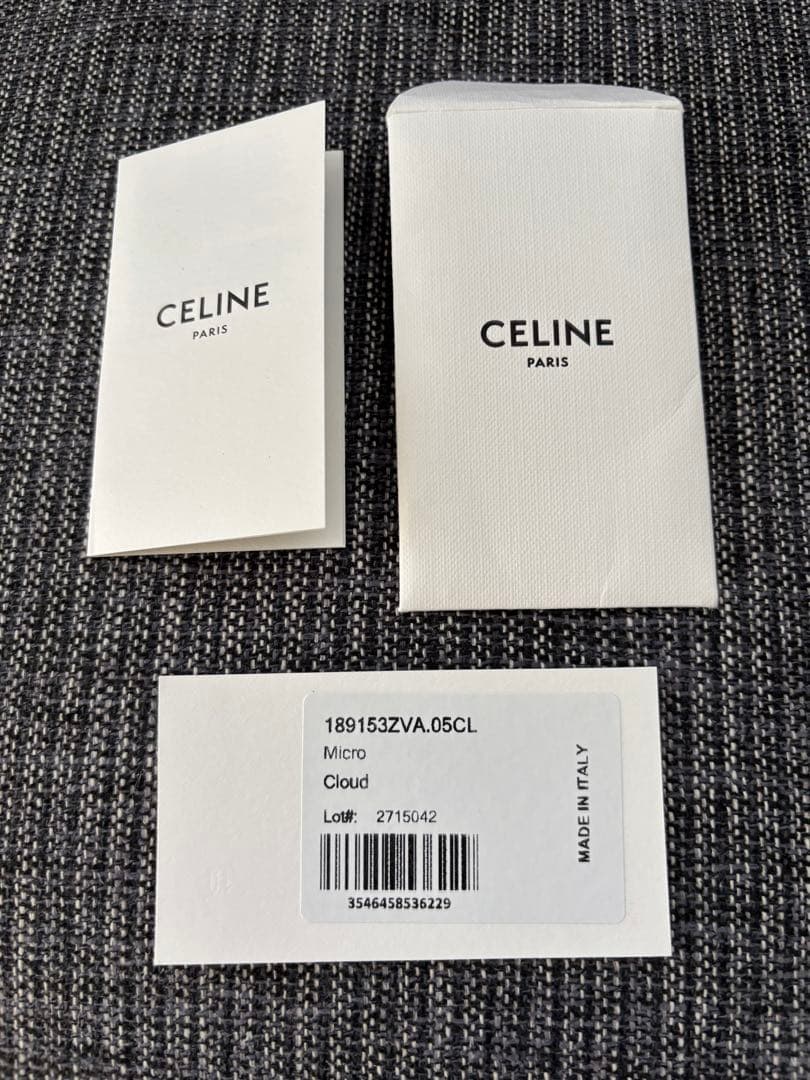 CELINE
PARIS
CELINE
PARIS
189153ZVA.05CL
Micro
Cloud
Lot#: 2715042
3546458536229
MADE IN ITALY